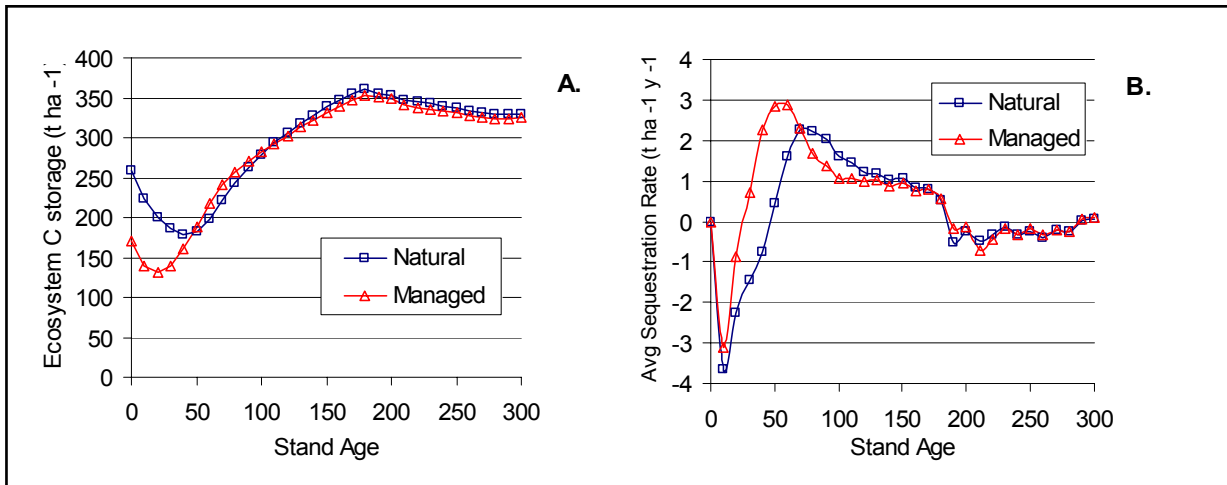 Ecosystem C storage (t ha -1)
400
350
300
250
200
150
100
50
0
0 50 100 150 200 250 300
Stand Age
Natural
Managed
A.
Avg Sequestration Rate (t ha -1 y -1
4
3
2
1
0
-1
-2
-3
-4
0 50 100 150 200 250 300
Stand Age
Natural
Managed
B.